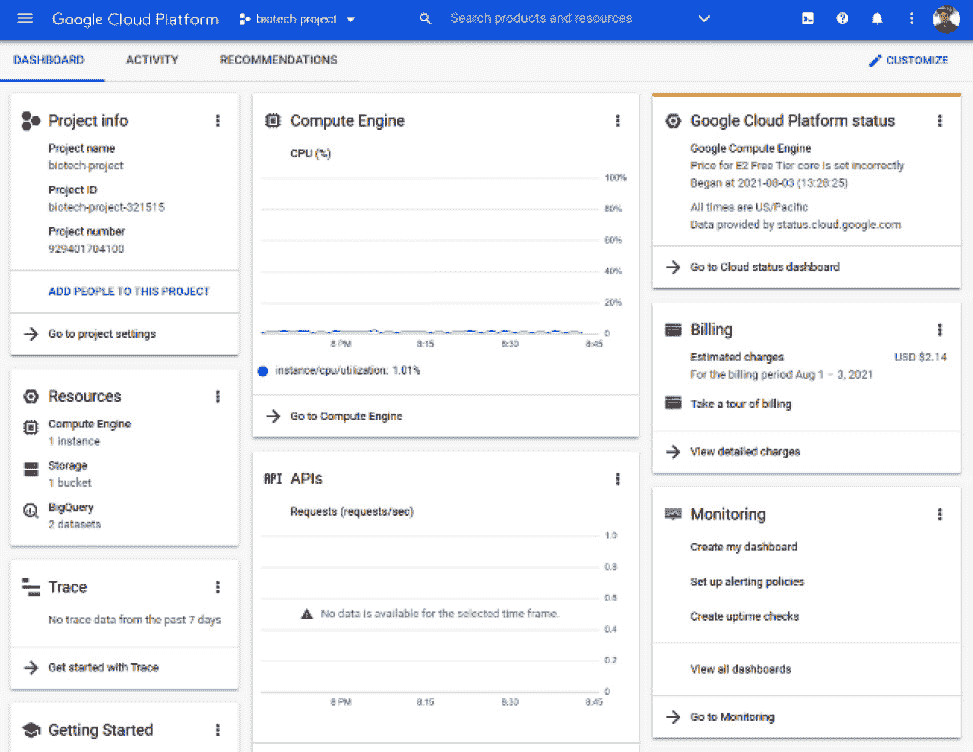 Google Cloud Platform
biotech project
Search products and resources
DASHBOARD
ACTIVITY
RECOMMENDATIONS
CUSTOMIZE
Project info
Project name
biotech-project
Project ID
biotech-project-321515
Project number
929401704100
ADD PEOPLE TO THIS PROJECT
Go to project settings
Resources
Compute Engine
1 instance
Storage
1 bucket
BigQuery
2 datasets
Trace
No trace data from the past 7 days
Get started with Trace
Getting Started
Compute Engine
CPU (%)
100%
80%
60%
40%
20%
0
8 PM
8:15
8:30
8:45
instance/cpu/utilization: 1.01%
Go to Compute Engine
API
APIs
Requests (requests/sec)
1.0
0.8
0.6
No data is available for the selected time frame.
0.4
0.2
0
8 PM
8:15
8:30
8:45
Google Cloud Platform status
Google Compute Engine
Price for E2 Free Tier core is set incorrectly
Began at 2021-08-03 (13:28:25)
All times are US/Pacific
Data provided by status.cloud.google.com
Go to Cloud status dashboard
Billing
Estimated charges
USD $2.14
For the billing period Aug 1 – 3, 2021
Take a tour of billing
View detailed charges
Monitoring
Create my dashboard
Set up alerting policies
Create uptime checks
View all dashboards
Go to Monitoring